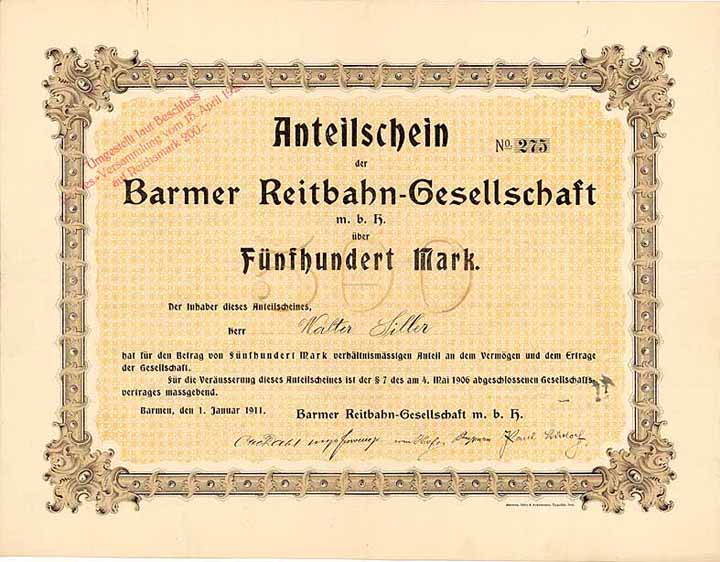 Umgestellt laut Beschluss
Ges.-Versammlung vom 15. April
auf Reichsmark 200.-
Anteilschein
No. 275
der
Barmer Reitbahn-Gesellschaft
m. b. H.
über
500
Fünfhundert Mark.
Der Inhaber dieses Anteilscheines,
Herr Walter Siller
hat für den Betrag von Fünfhundert Mark verhältnismässigen Anteil an dem Vermögen und dem Ertrage
der Gesellschaft.
Für die Veräusserung dieses Anteilscheines ist der § 7 des am 4. Mai 1906 abgeschlossenen Gesellschafts-
vertrages massgebend.
Barmen, den 1. Januar 1911.
Barmer Reitbahn-Gesellschaft m. b. H.